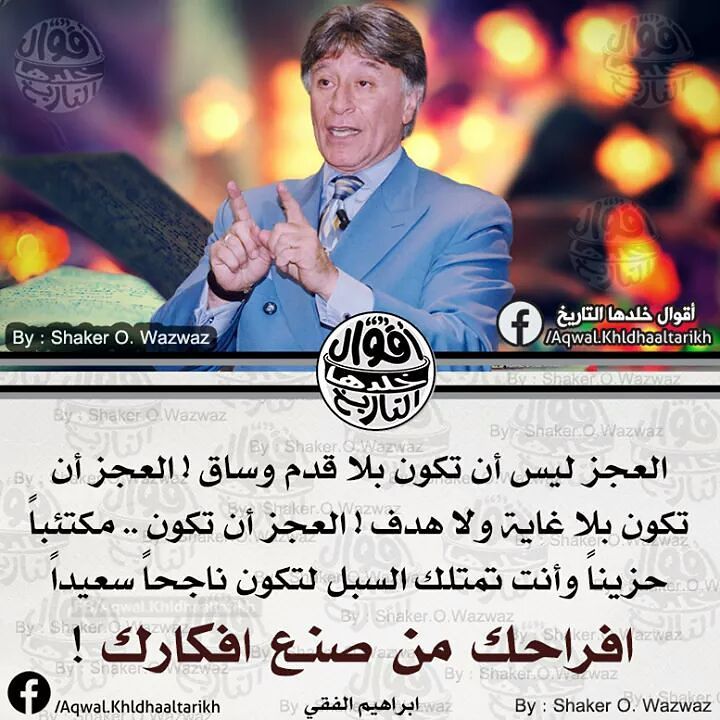 أقوال خلدها التاريخ
/Aqwal.Khldhaaltarikh
By : Shaker O. Wazwaz
أقوال
خلدها
التاريخ
العجز ليس أن تكون بلا قدم وساق ! العجز أن
تكون بلا غاية ولا هدف ! العجز أن تكون .. مكتئباً
حزيناً وأنت تمتلك السبل لتكون ناجحاً سعيداً
افراحك من صنع افكارك !
/Aqwal.Khldhaaltarikh
ابراهيم الفقي
By : Shaker O. Wazwaz